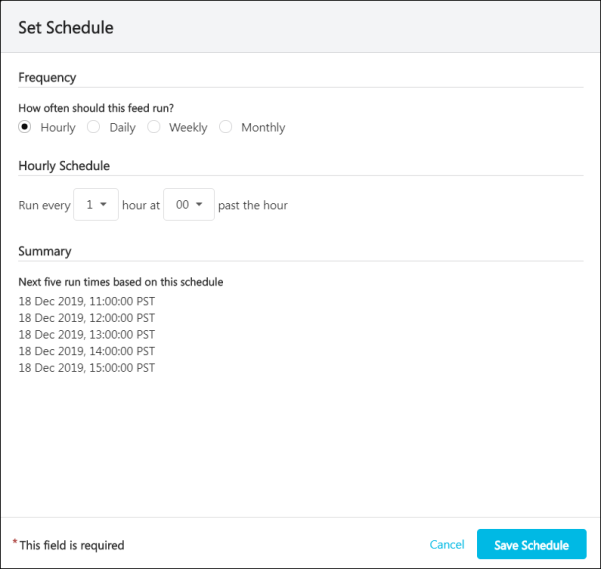 Set Schedule
Frequency
How often should this feed run?
Hourly Daily Weekly Monthly
Hourly Schedule
Run every 1 hour at 00 past the hour
Summary
Next five run times based on this schedule
18 Dec 2019, 11:00:00 PST
18 Dec 2019, 12:00:00 PST
18 Dec 2019, 13:00:00 PST
18 Dec 2019, 14:00:00 PST
18 Dec 2019, 15:00:00 PST
*This field is required Cancel Save Schedule